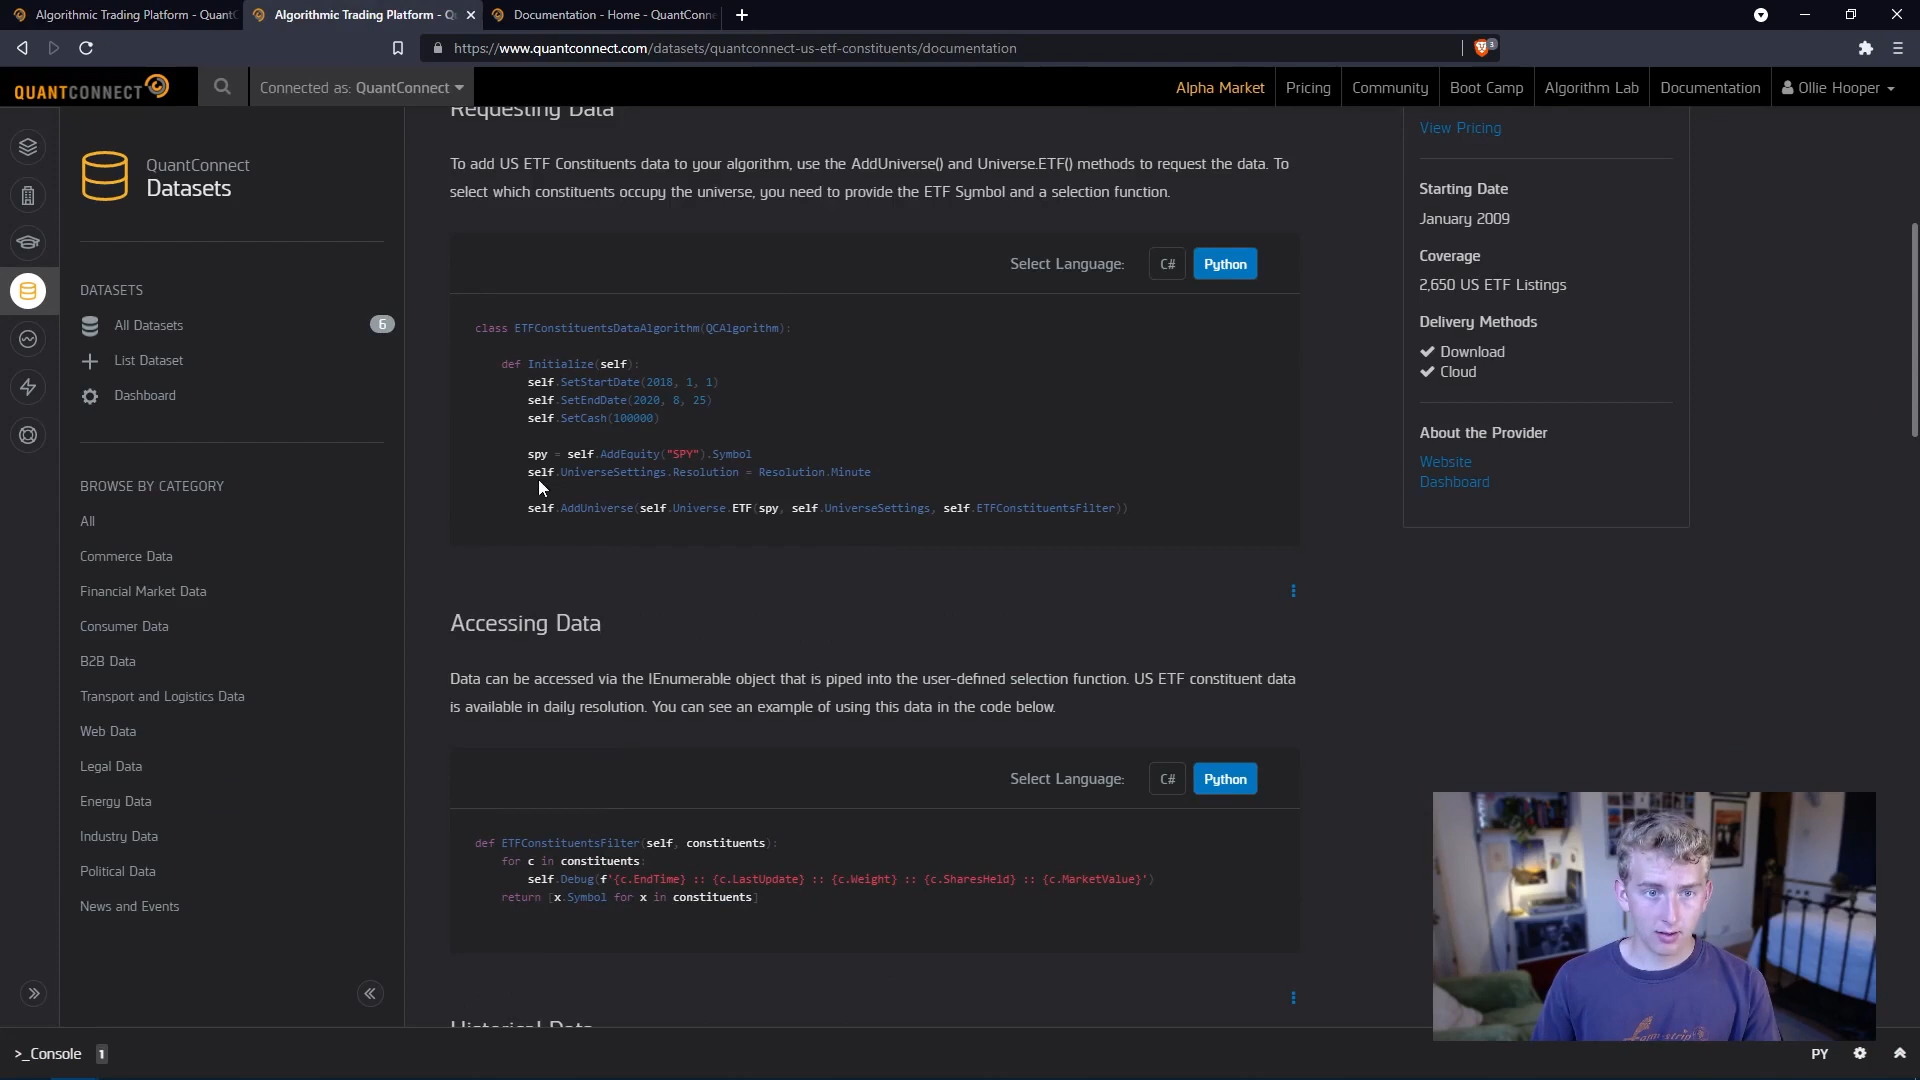 Algorithmic Trading Platform - QuantC
Algorithmic Trading Platform - Q
Documentation - Home - QuantConne
https://www.quantconnect.com/datasets/quantconnect-us-etf-constituents/documentation
3
QUANTCONNECT
Connected as: QuantConnect
Alpha Market
Pricing
Community
Boot Camp
Algorithm Lab
Documentation
Ollie Hooper
QuantConnect
Datasets
DATASETS
All Datasets
6
List Dataset
Dashboard
BROWSE BY CATEGORY
All
Commerce Data
Financial Market Data
Consumer Data
B2B Data
Transport and Logistics Data
Web Data
Legal Data
Energy Data
Industry Data
Political Data
News and Events
Requesting Data
To add US ETF Constituents data to your algorithm, use the AddUniverse() and Universe.ETF() methods to request the data. To
select which constituents occupy the universe, you need to provide the ETF Symbol and a selection function.
Select Language:
C#
Python
class ETFConstituentsDataAlgorithm(QCAlgorithm):
def Initialize(self):
self.SetStartDate(2018, 1, 1)
self.SetEndDate(2020, 8, 25)
self.SetCash(100000)
spy = self.AddEquity("SPY").Symbol
self.UniverseSettings.Resolution = Resolution.Minute
self.AddUniverse(self.Universe.ETF(spy, self.UniverseSettings, self.ETFConstituentsFilter))
Accessing Data
Data can be accessed via the IEnumerable object that is piped into the user-defined selection function. US ETF constituent data
is available in daily resolution. You can see an example of using this data in the code below.
Select Language:
C#
Python
def ETFConstituentsFilter(self, constituents):
for c in constituents:
self.Debug(f'{c.EndTime} :: {c.LastUpdate} :: {c.Weight} :: {c.SharesHeld} :: {c.MarketValue}')
return [x.Symbol for x in constituents]
Historical Data
View Pricing
Starting Date
January 2009
Coverage
2,650 US ETF Listings
Delivery Methods
Download
Cloud
About the Provider
Website
Dashboard
>_Console
1
PY